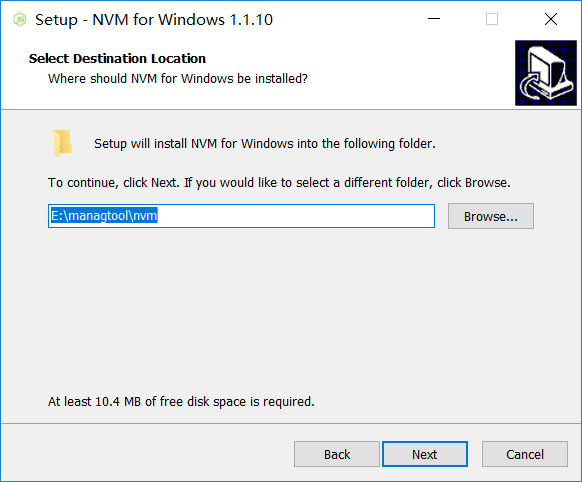 Setup - NVM for Windows 1.1.10
Select Destination Location
Where should NVM for Windows be installed?
Setup will install NVM for Windows into the following folder.
To continue, click Next. If you would like to select a different folder, click Browse.
E:\managtool\nvm
Browse...
At least 10.4 MB of free disk space is required.
Back
Next
Cancel